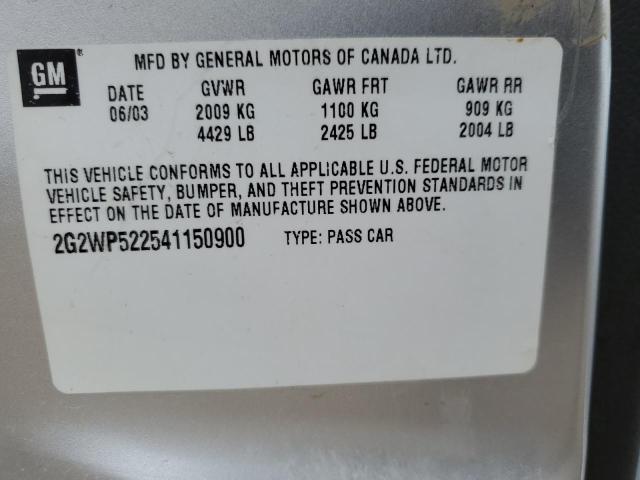 GM
MFD BY GENERAL MOTORS OF CANADA LTD.
DATE GVWR GAWR FRT GAWR RR
06/03 2009 KG 1100 KG 909 KG
4429 LB 2425 LB 2004 LB
THIS VEHICLE CONFORMS TO ALL APPLICABLE U.S. FEDERAL MOTOR
VEHICLE SAFETY, BUMPER, AND THEFT PREVENTION STANDARDS IN
EFFECT ON THE DATE OF MANUFACTURE SHOWN ABOVE.
2G2WP522541150900 TYPE: PASS CAR